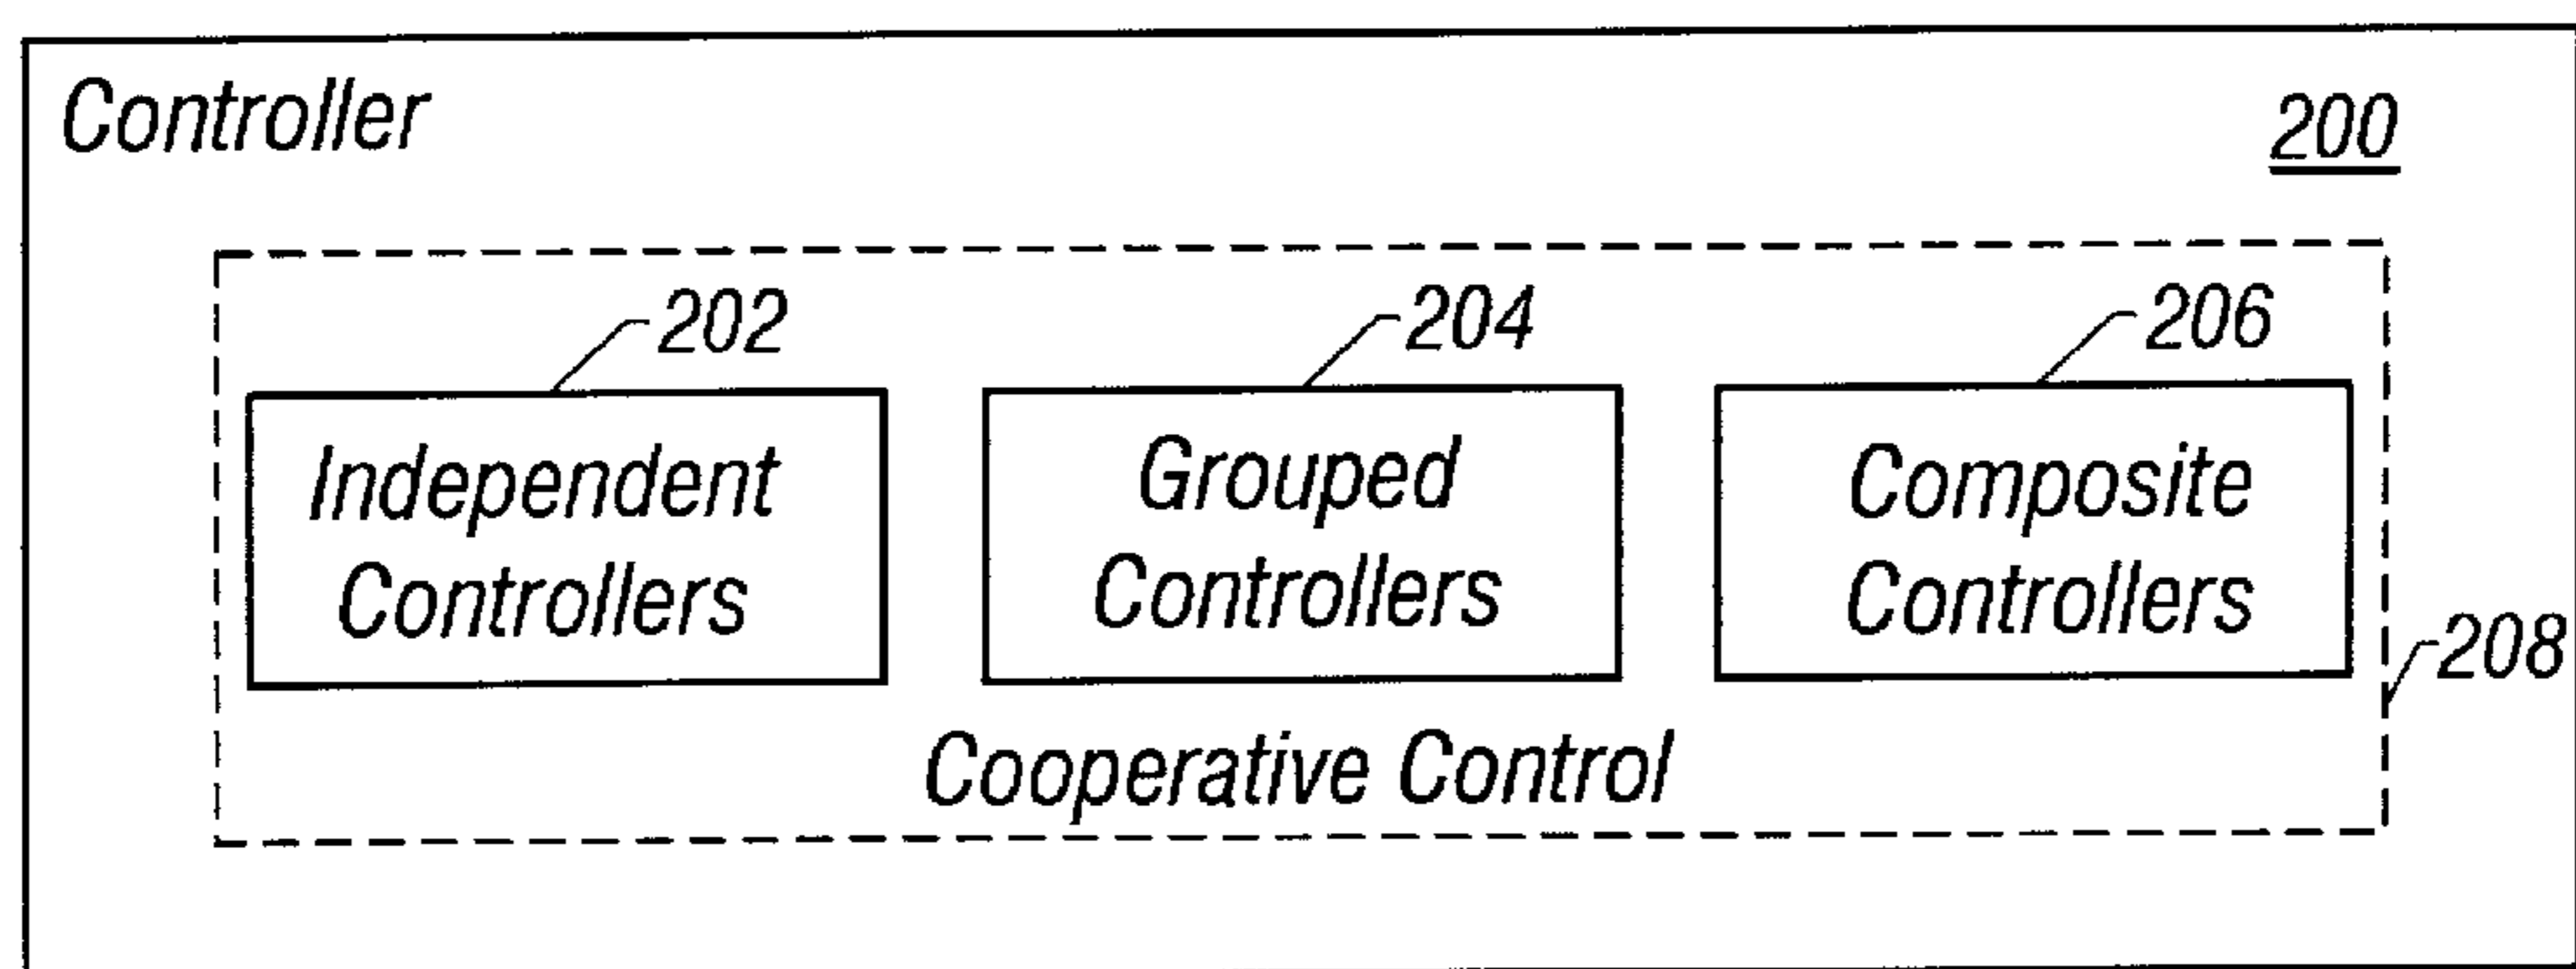 Controller
200
202
204
206
Independent
Controllers
Grouped
Controllers
Composite
Controllers
208
Cooperative Control